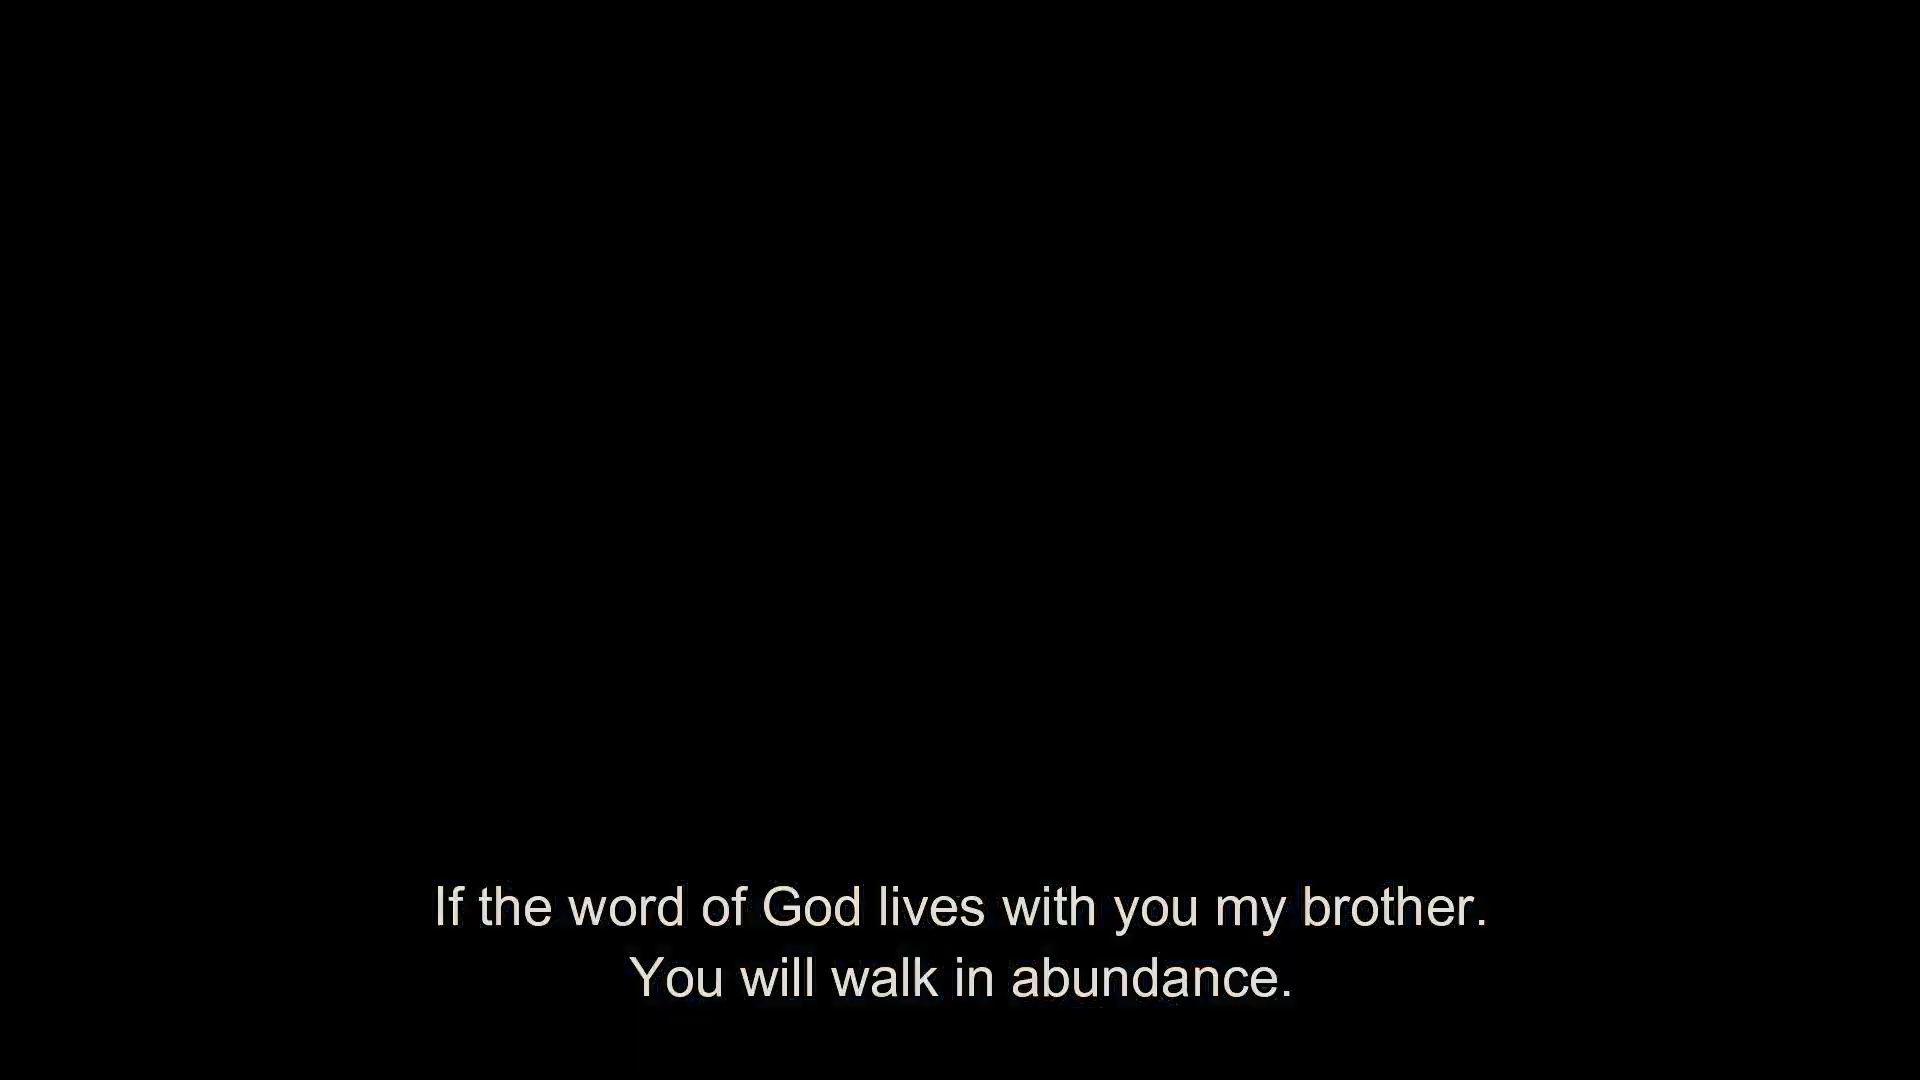 If the word of God lives with you my brother.
You will walk in abundance.